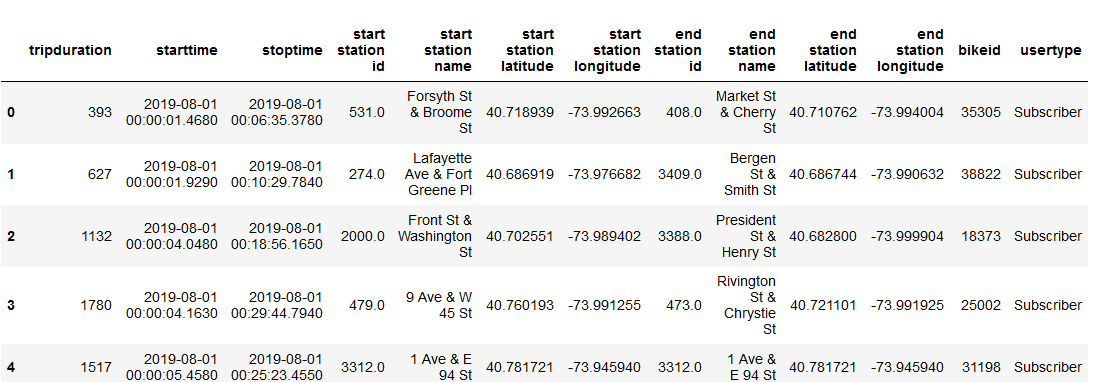 tripduration starttime stoptime start station id start station name start station latitude start station longitude end station id end station name end station latitude end station longitude bikeid usertype
0 393 2019-08-01 00:00:01.4680 2019-08-01 00:06:35.3780 531.0 Forsyth St & Broome St 40.718939 -73.992663 408.0 Market St & Cherry St 40.710762 -73.994004 35305 Subscriber
1 627 2019-08-01 00:00:01.9290 2019-08-01 00:10:29.7840 274.0 Lafayette Ave & Fort Greene Pl 40.686919 -73.976682 3409.0 Bergen St & Smith St 40.686744 -73.990632 38822 Subscriber
2 1132 2019-08-01 00:00:04.0480 2019-08-01 00:18:56.1650 2000.0 Front St & Washington St 40.702551 -73.989402 3388.0 President St & Henry St 40.682800 -73.999904 18373 Subscriber
3 1780 2019-08-01 00:00:04.1630 2019-08-01 00:29:44.7940 479.0 9 Ave & W 45 St 40.760193 -73.991255 473.0 Rivington St & Chrystie St 40.721101 -73.991925 25002 Subscriber
4 1517 2019-08-01 00:00:05.4580 2019-08-01 00:25:23.4550 3312.0 1 Ave & E 94 St 40.781721 -73.945940 3312.0 1 Ave & E 94 St 40.781721 -73.945940 31198 Subscriber